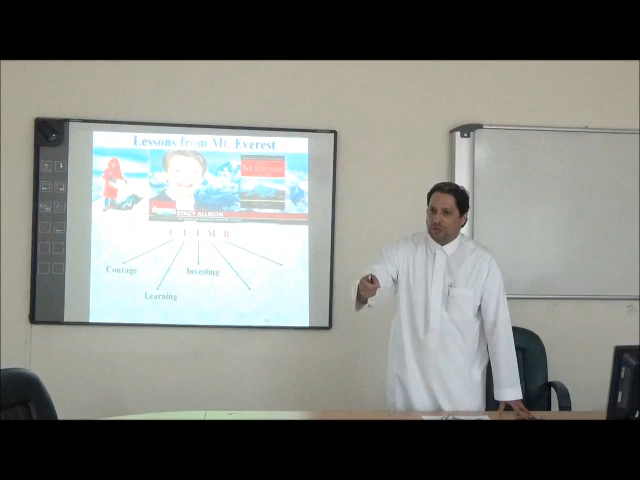 Lessons from Mt. Everest
STACY ALLISON
C L I M B
Courage
Investing
Learning